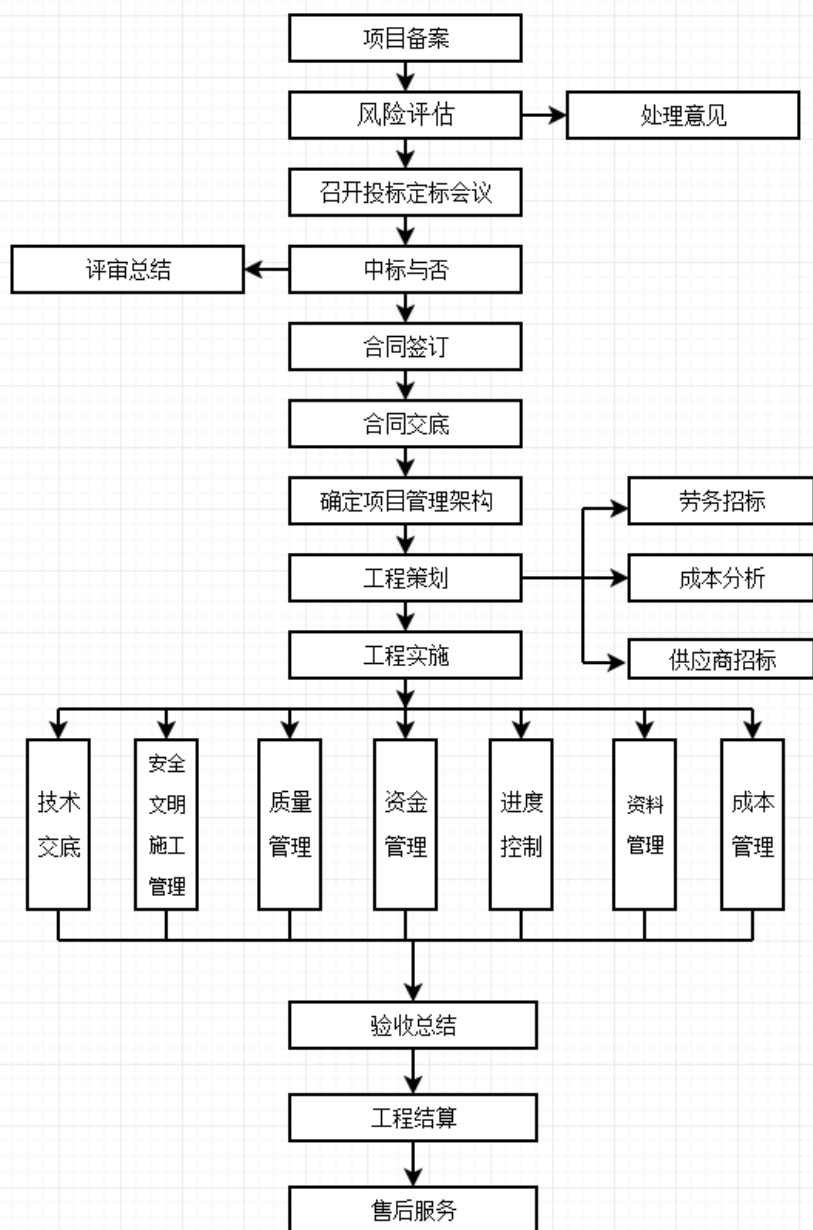 项目备案
风险评估
处理意见
召开投标定标会议
评审总结
中标与否
合同签订
合同交底
确定项目管理架构
劳务招标
工程策划
成本分析
工程实施
供应商招标
技术
交底
安全
文明
施工
管理
质量
管理
资金
管理
进度
控制
资料
管理
成本
管理
验收总结
工程结算
售后服务